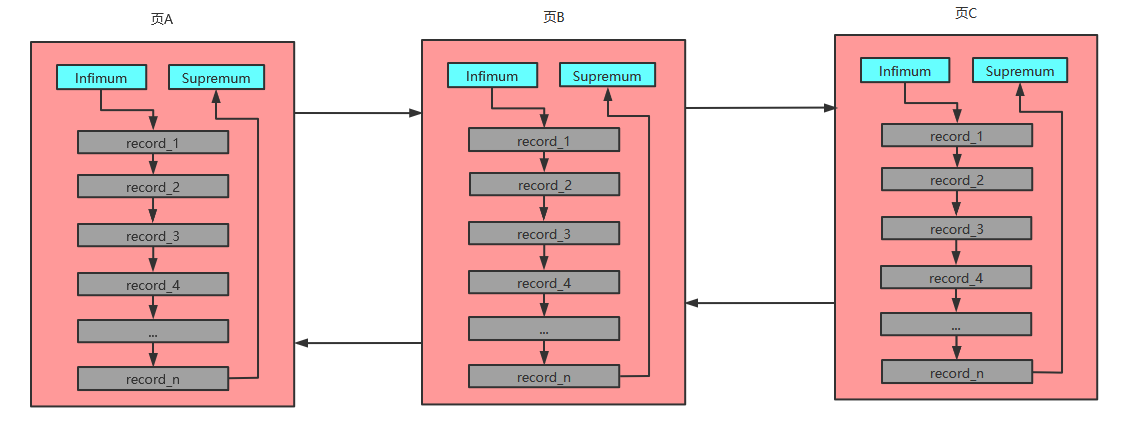 页A
Infimum
Supremum
record_1
record_2
record_3
record_4
...
record_n
页B
Infimum
Supremum
record_1
record_2
record_3
record_4
...
record_n
页C
Infimum
Supremum
record_1
record_2
record_3
record_4
...
record_n